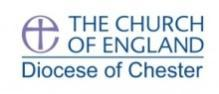 THE CHURCH
OF ENGLAND
Diocese of Chester